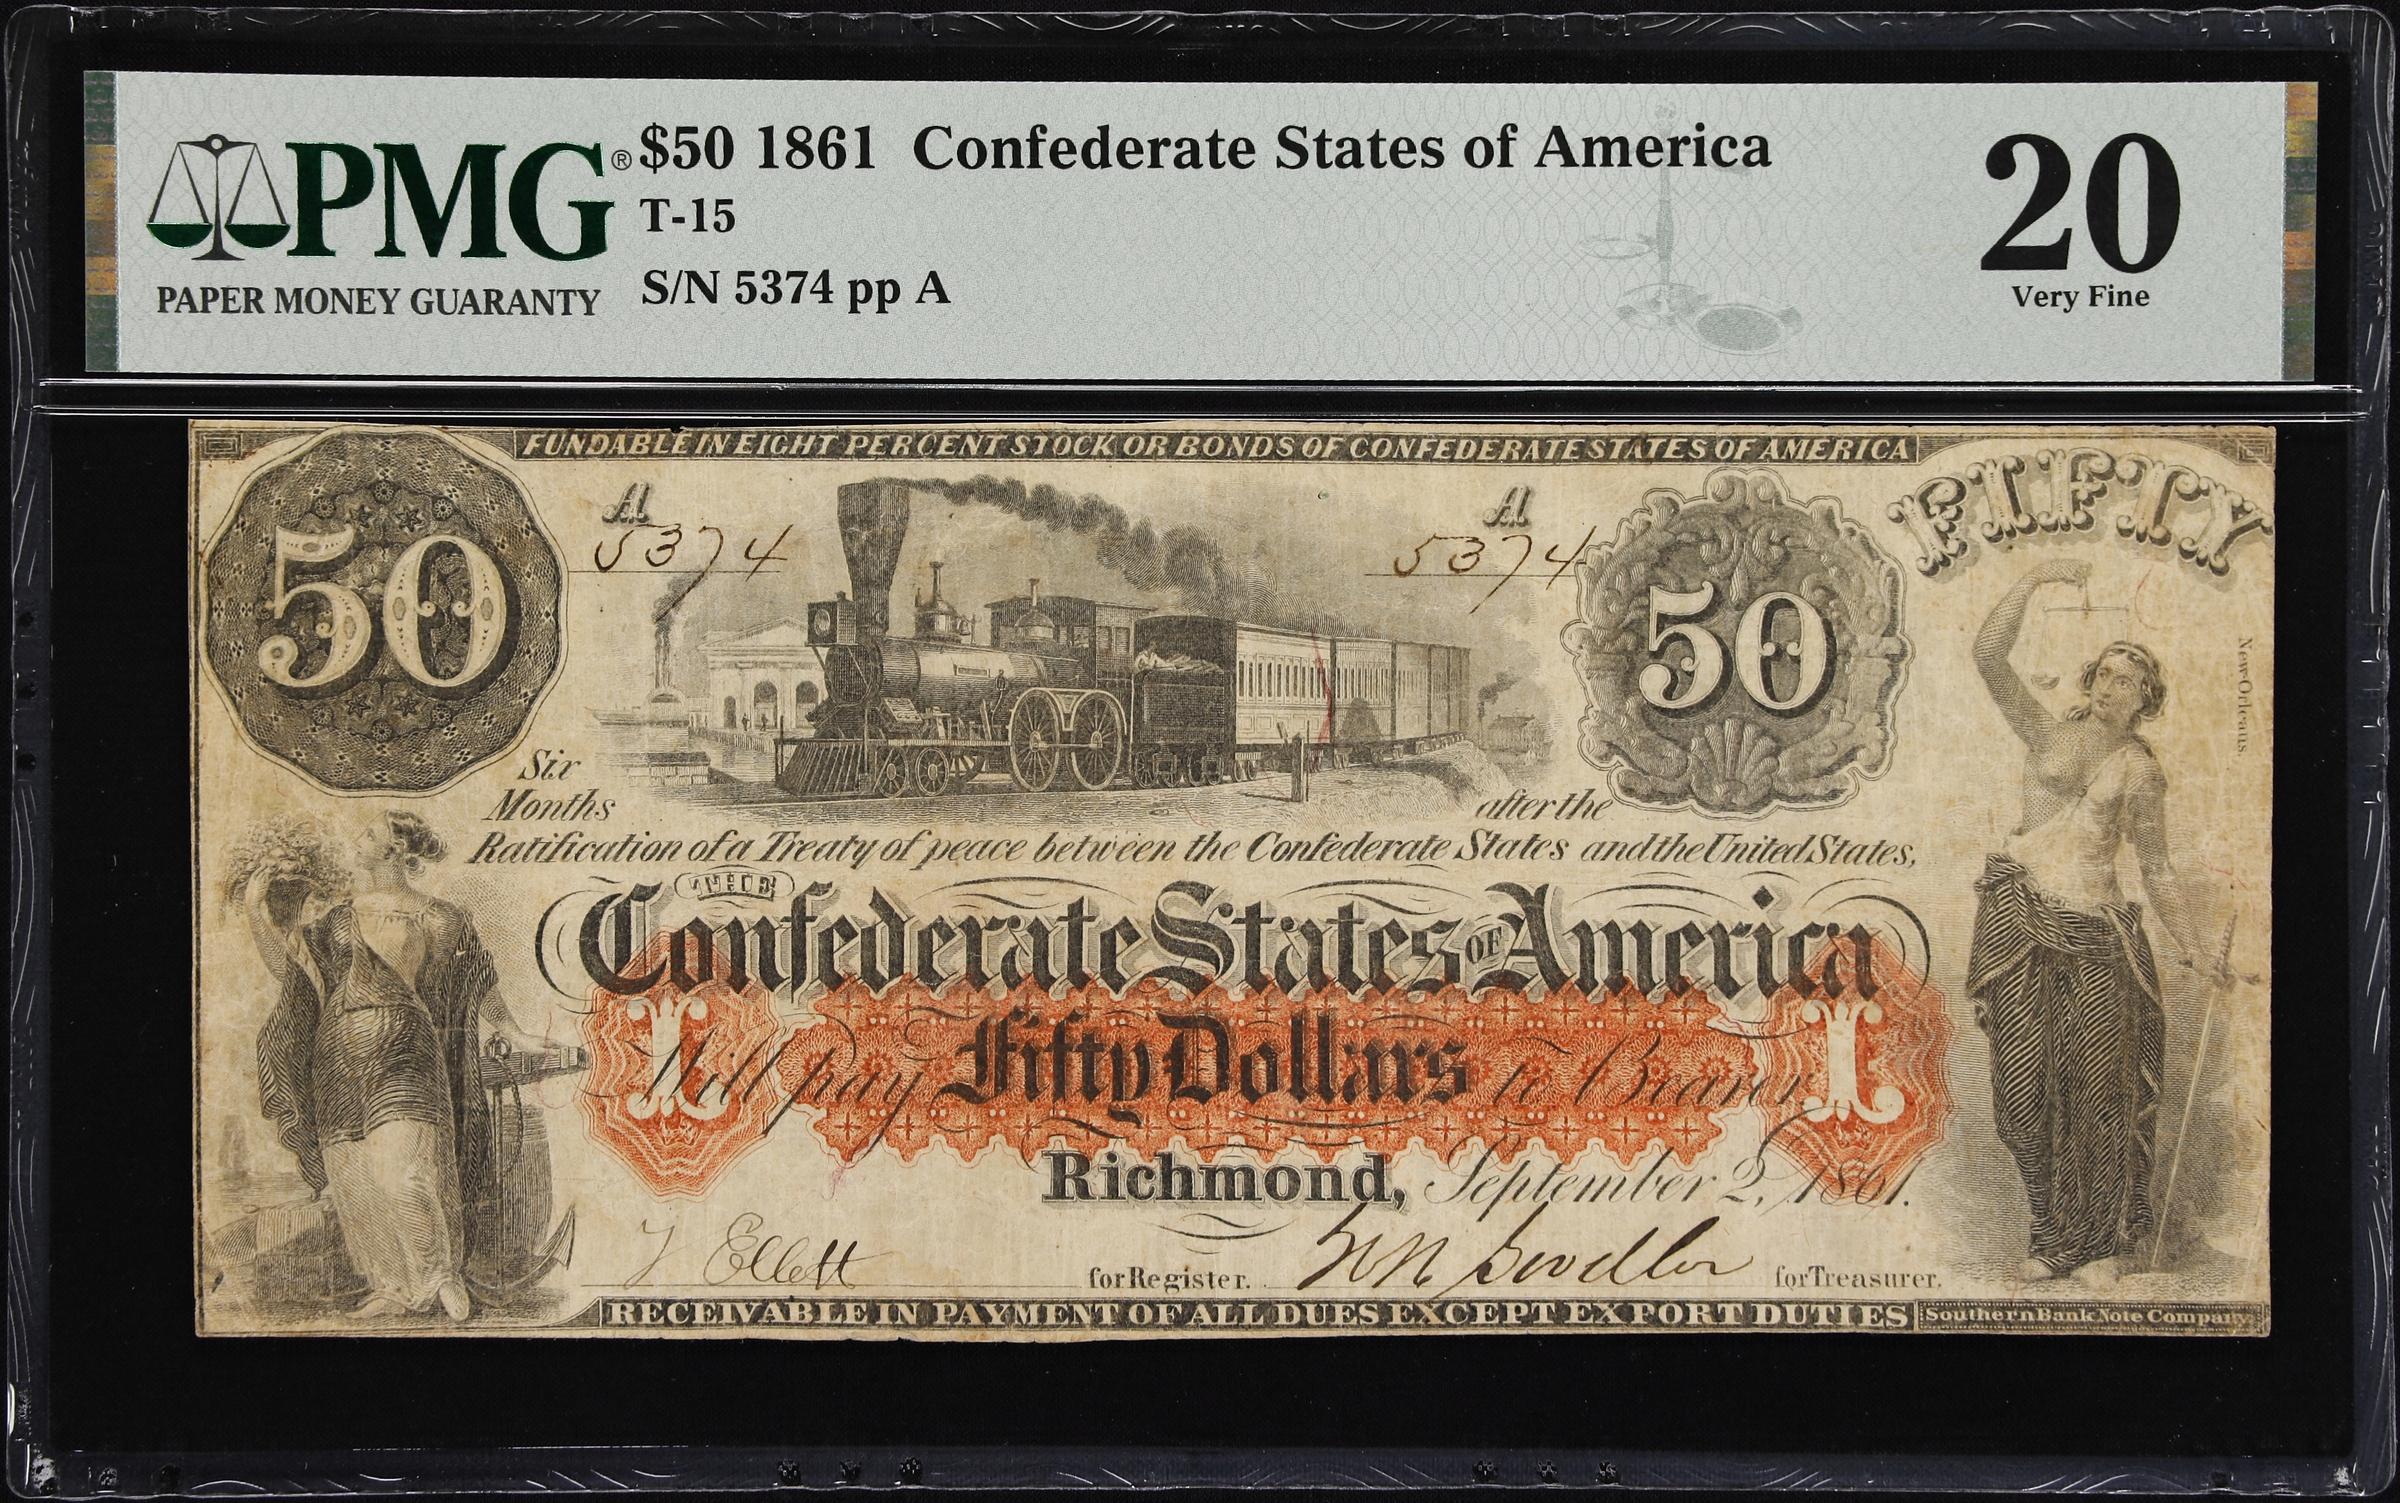 PMG® $50 1861 Confederate States of America
PAPER MONEY GUARANTY
T-15
S/N 5374 pp A
20
Very Fine
FUNDABLE IN EIGHT PER CENT STOCK OR BONDS OF CONFEDERATE STATES OF AMERICA
50
A
5374
A
5374
50
FIFTY
New Orleans.
Six
Months
after the
Ratification of a Treaty of peace between the Confederate States and the United States,
THE
Confederate States OF America
L
Will pay Fifty Dollars to Bearer
L
Richmond, September 2, 1861.
Ellett
for Register.
for Treasurer.
RECEIVABLE IN PAYMENT OF ALL DUES EXCEPT EXPORT DUTIES
Southern Bank Note Company.